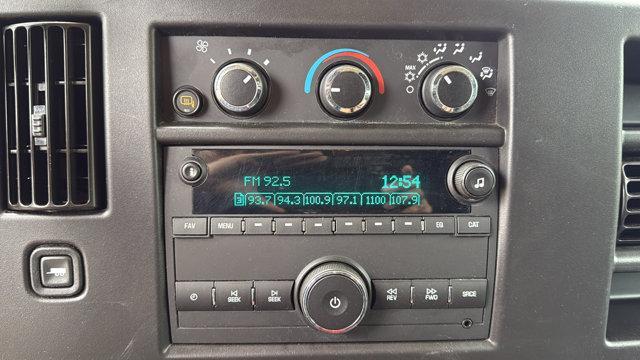 MAX
FM 92.5 12:54
93.7 94.3 100.9 97.1 1100 107.9
FAV MENU EQ CAT
SEEK SEEK REV FWD SRCE